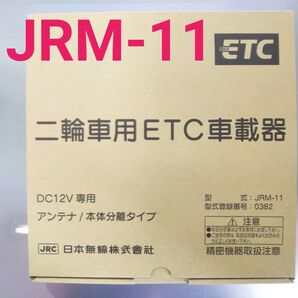 JRM-11
ETC
二輪車用ETC車載器
DC12V専用
アンテナ/本体分離タイプ
型 式:JRM-11
型式登録番号:0382
注意
JRC 日本無線株式會社
精密機器取扱注意